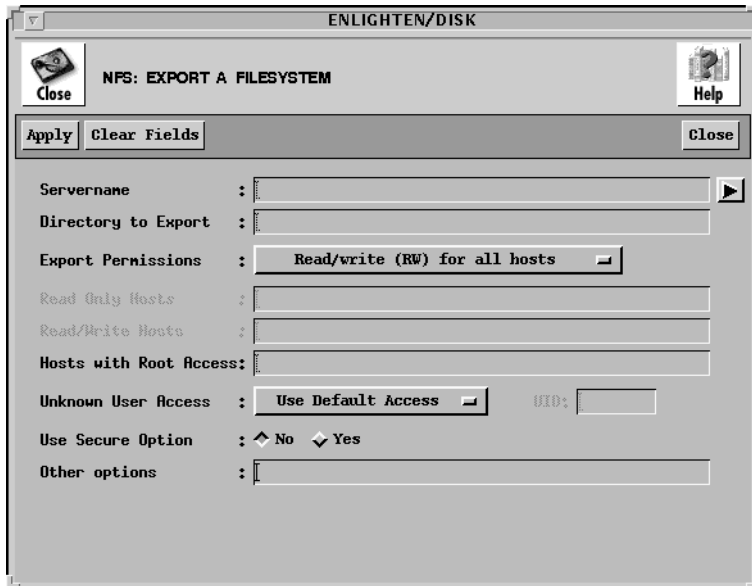 ENLIGHTEN/DISK
Close
NFS: EXPORT A FILESYSTEM
Help
Apply Clear Fields Close
Servername :
Directory to Export :
Export Permissions : Read/write (RW) for all hosts
Read Only Hosts :
Read/Write Hosts :
Hosts with Root Access:
Unknown User Access : Use Default Access UID:
Use Secure Option : No Yes
Other options :